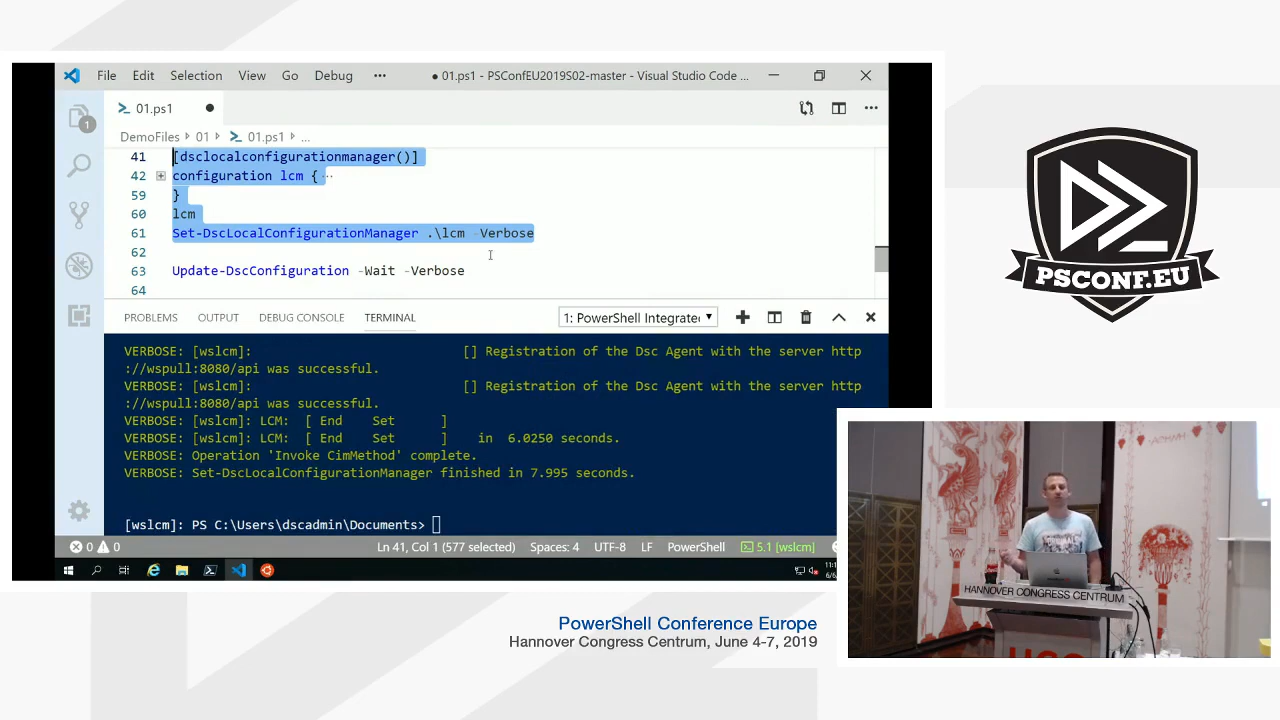 File Edit Selection View Go Debug ••• ● 01.ps1 - PSConfEU2019S02-master - Visual Studio Code ...
1
01.ps1
DemoFiles › 01 › 01.ps1 › ...
41 [dsclocalconfigurationmanager()]
42 configuration lcm { ...
59 }
60 lcm
61 Set-DscLocalConfigurationManager .\lcm -Verbose
62
63 Update-DscConfiguration -Wait -Verbose
64
PROBLEMS OUTPUT DEBUG CONSOLE TERMINAL 1: PowerShell Integrate
VERBOSE: [wslcm]: [] Registration of the Dsc Agent with the server http
://wspull:8080/api was successful.
VERBOSE: [wslcm]: [] Registration of the Dsc Agent with the server http
://wspull:8080/api was successful.
VERBOSE: [wslcm]: LCM: [ End Set ]
VERBOSE: [wslcm]: LCM: [ End Set ] in 6.0250 seconds.
VERBOSE: Operation 'Invoke CimMethod' complete.
VERBOSE: Set-DscLocalConfigurationManager finished in 7.995 seconds.
[wslcm]: PS C:\Users\dscadmin\Documents>
0 0 Ln 41, Col 1 (577 selected) Spaces: 4 UTF-8 LF PowerShell 5.1 [wslcm]
PSCONF.EU
HANNOVER CONGRESS CENTRUM
PowerShell Conference Europe
Hannover Congress Centrum, June 4-7, 2019